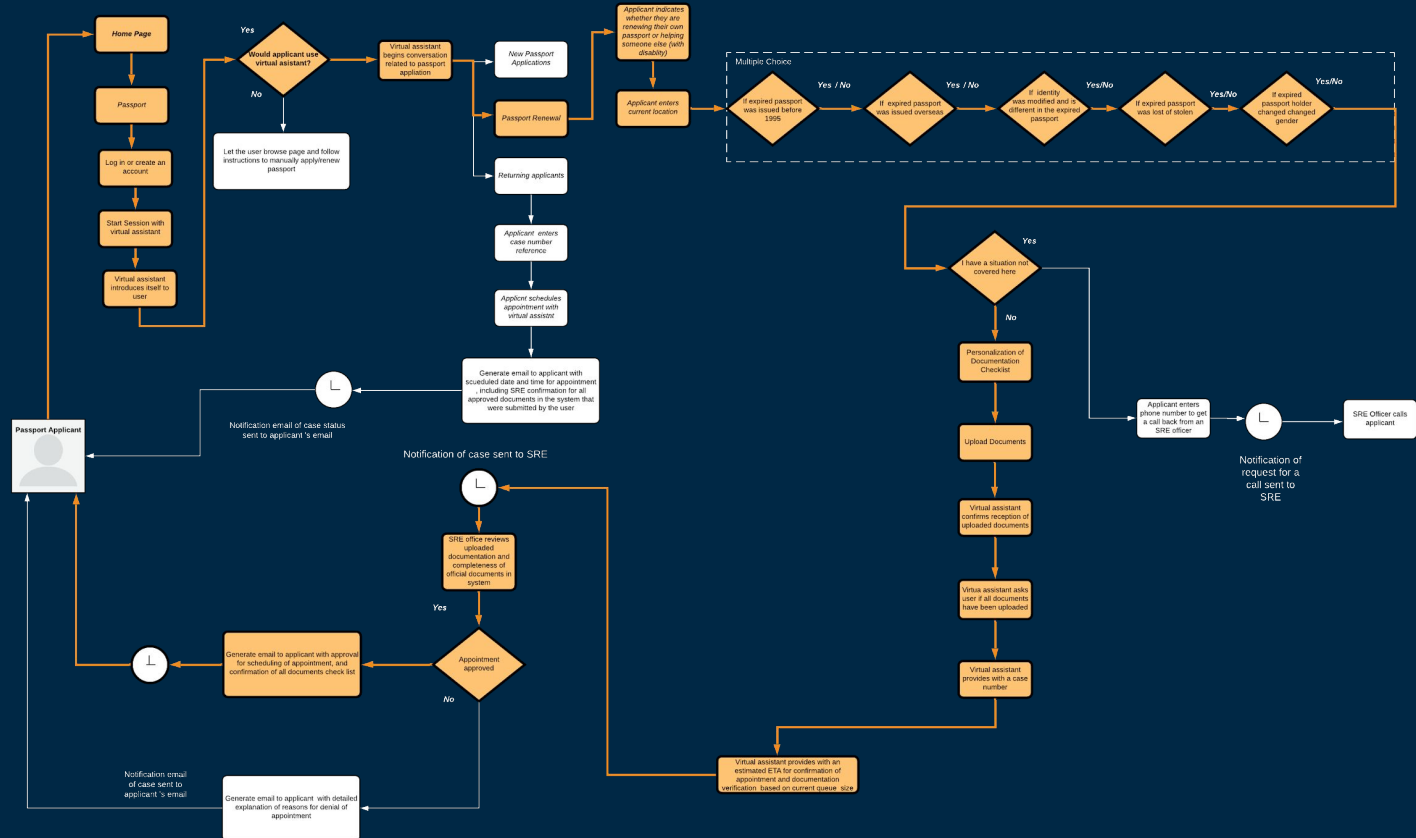 Home Page
Passport
Log in or create an
account
Start Session with
virtual assistant
Virtual assistant
introduces itself to
user
Yes
Would applicant use
virtual asistant?
No
Let the user browse page and follow
instructions to manually apply/renew
passport
Virtual assistant
begins conversation
related to passport
appliation
New Passport
Applications
Passport Renewal
Returning applicants
Applicant enters
case number
reference
Applicnt schedules
appointment with
virtual assistnt
Generate email to applicant with
scueduled date and time for appointment
, including SRE confirmation for all
approved documents in the system that
were submitted by the user
Notification email of case status
sent to applicant 's email
Passport Applicant
Applicant indicates
whether they are
renewing their own
passport or helping
someone else (with
disablity)
Applicant enters
current location
Multiple Choice
If expired passport
was issued before
1995
Yes / No
If expired passport
was issued overseas
Yes / No
If identity
was modified and is
different in the expired
passport
Yes/No
If expired passport
was lost of stolen
Yes/No
If expired
passport holder
changed changed
gender
Yes/No
I have a situation not
covered here
Yes
No
Applicant enters
phone number to get
a call back from an
SRE officer
Notification of
request for a
call sent to
SRE
SRE Officer calls
applicant
Personalization of
Documentation
Checklist
Upload Documents
Virtual assistant
confirms reception of
uploaded documents
Virtua assistant asks
user if all documents
have been uploaded
Virtual assistant
provides with a case
number
Virtual assistant provides with an
estimated ETA for confirmation of
appointment and documentation
verification based on current queue size
Notification of case sent to SRE
SRE office reviews
uploaded
documentation and
completeness of
official documents in
system
Yes
Appointment
approved
No
Generate email to applicant with approval
for scheduling of appointment, and
confirmation of all documents check list
Notification email
of case sent to
applicant 's email
Generate email to applicant with detailed
explanation of reasons for denial of
appointment